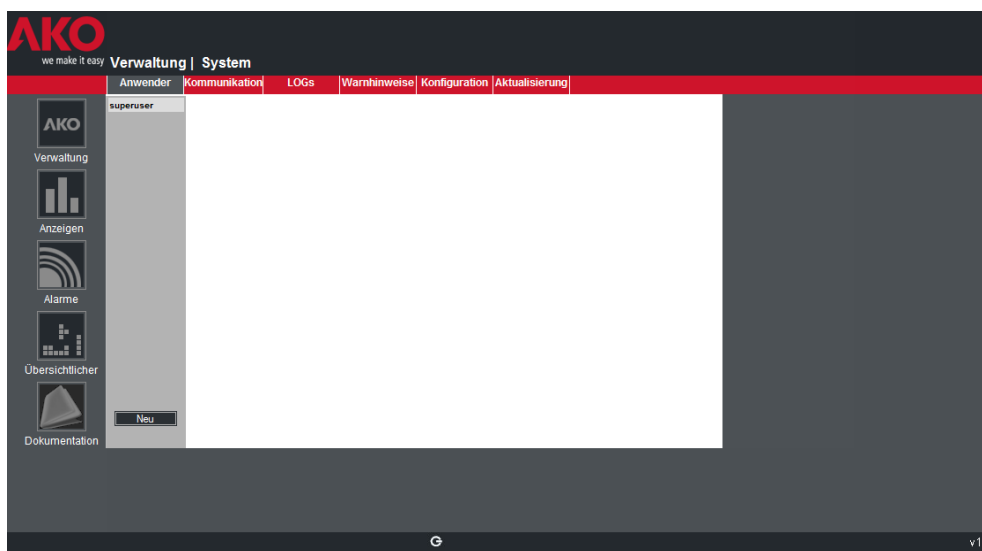 AKO
we make it easy
Verwaltung | System
Anwender Kommunikation LOGs Warnhinweise Konfiguration Aktualisierung
superuser
AKO
Verwaltung
Anzeigen
Alarme
Übersichtlicher
Neu
Dokumentation
v1